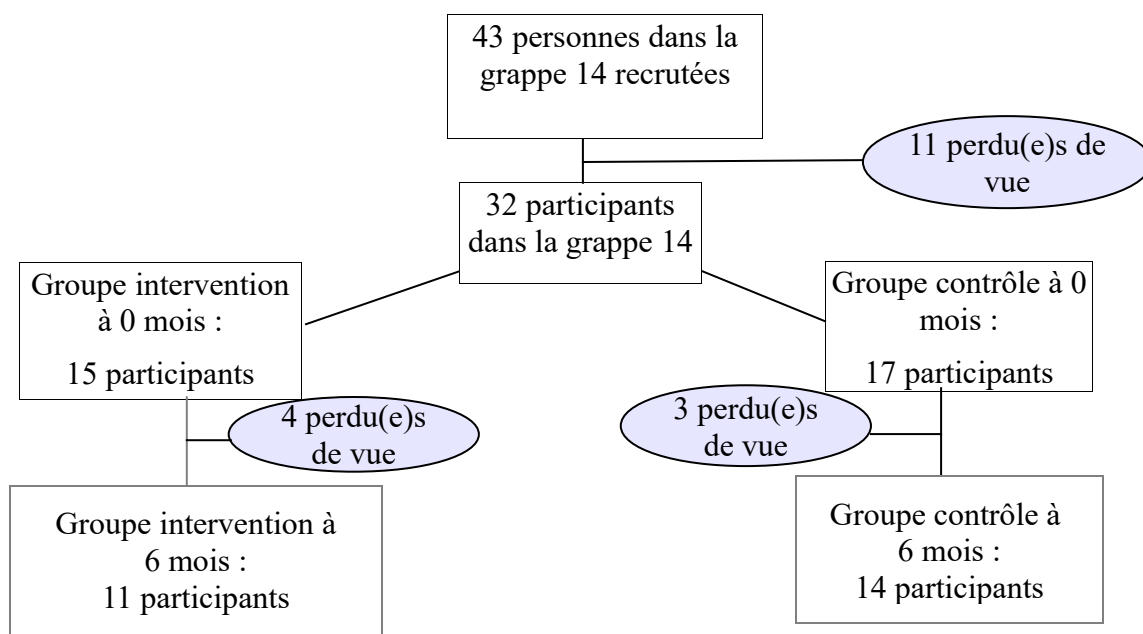 43 personnes dans la
grappe 14 recrutées
11 perdu(e)s de
vue
32 participants
dans la grappe 14
Groupe intervention
à 0 mois :
15 participants
Groupe contrôle à 0
mois :
17 participants
4 perdu(e)s
de vue
3 perdu(e)s
de vue
Groupe intervention à
6 mois :
11 participants
Groupe contrôle à
6 mois :
14 participants